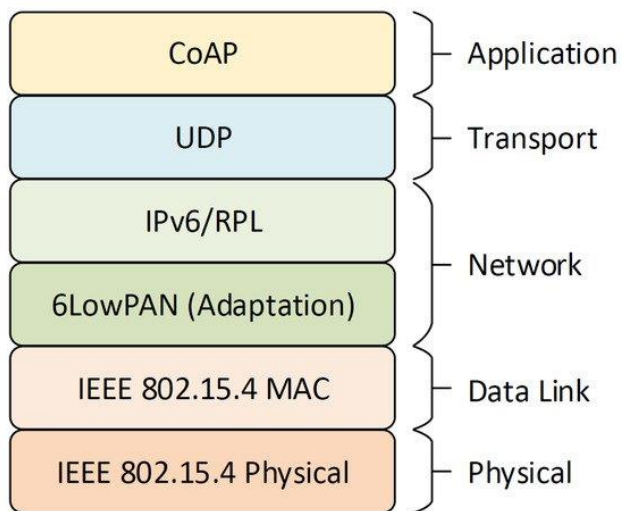 CoAP
Application
UDP
Transport
IPv6/RPL
Network
6LowPAN (Adaptation)
IEEE 802.15.4 MAC
Data Link
IEEE 802.15.4 Physical
Physical